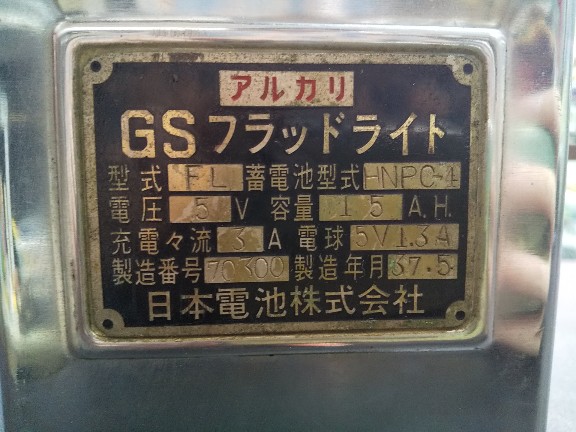 アルカリ
GSフラッドライト
型式 FL 蓄電池型式 HNPC-1
電圧 5 V 容量 15 A.H.
充電々流 3 A 電球 5V1.3A
製造番号 70300 製造年月 67.5
日本電池株式会社